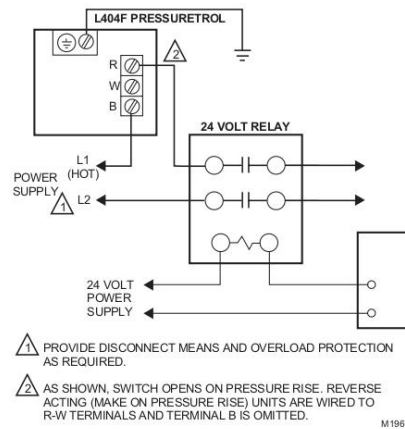 L404F PRESSURETROL
R
2
W
B
24 VOLT RELAY
L1
(HOT)
POWER
SUPPLY
1
L2
24 VOLT
POWER
SUPPLY
1 PROVIDE DISCONNECT MEANS AND OVERLOAD PROTECTION
AS REQUIRED.
2 AS SHOWN, SWITCH OPENS ON PRESSURE RISE. REVERSE
ACTING (MAKE ON PRESSURE RISE) UNITS ARE WIRED TO
R-W TERMINALS AND TERMINAL B IS OMITTED.
M196